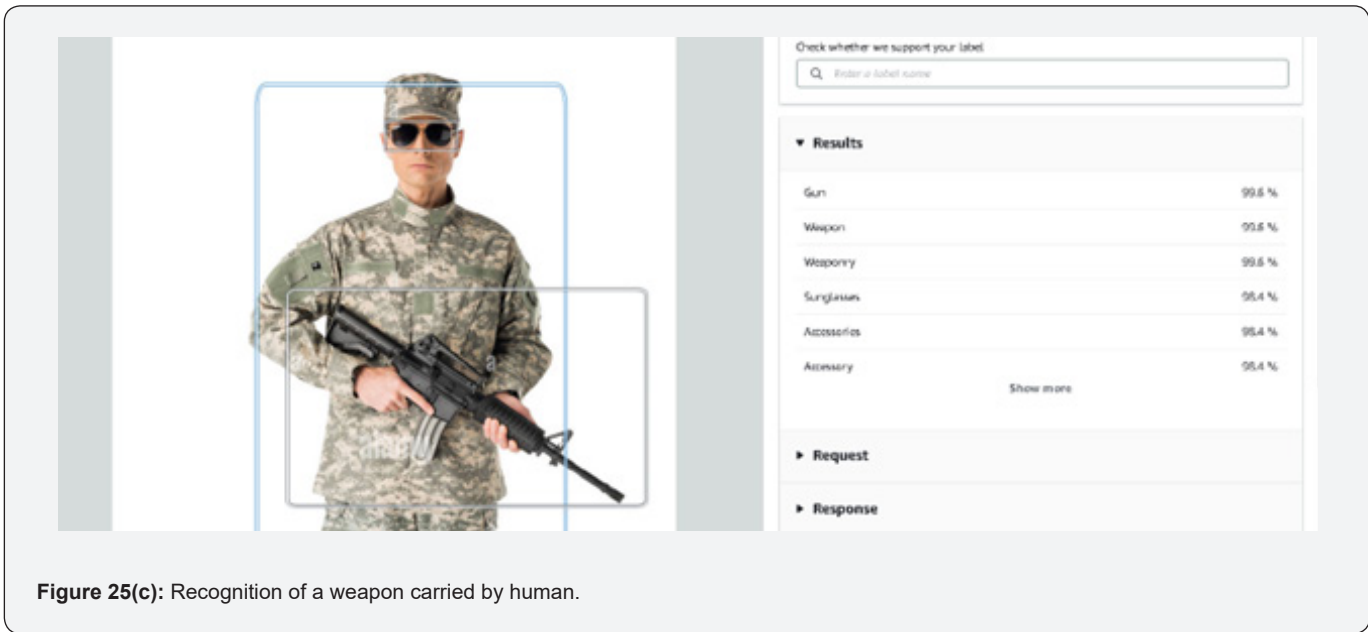 Check whether we support your label
Enter a label name
Results
Gun 99.6 %
Weapon 99.6 %
Weaponry 99.6 %
Sunglasses 98.4 %
Accessories 98.4 %
Accessory 98.4 %
Show more
Request
Response
Figure 25(c): Recognition of a weapon carried by human.